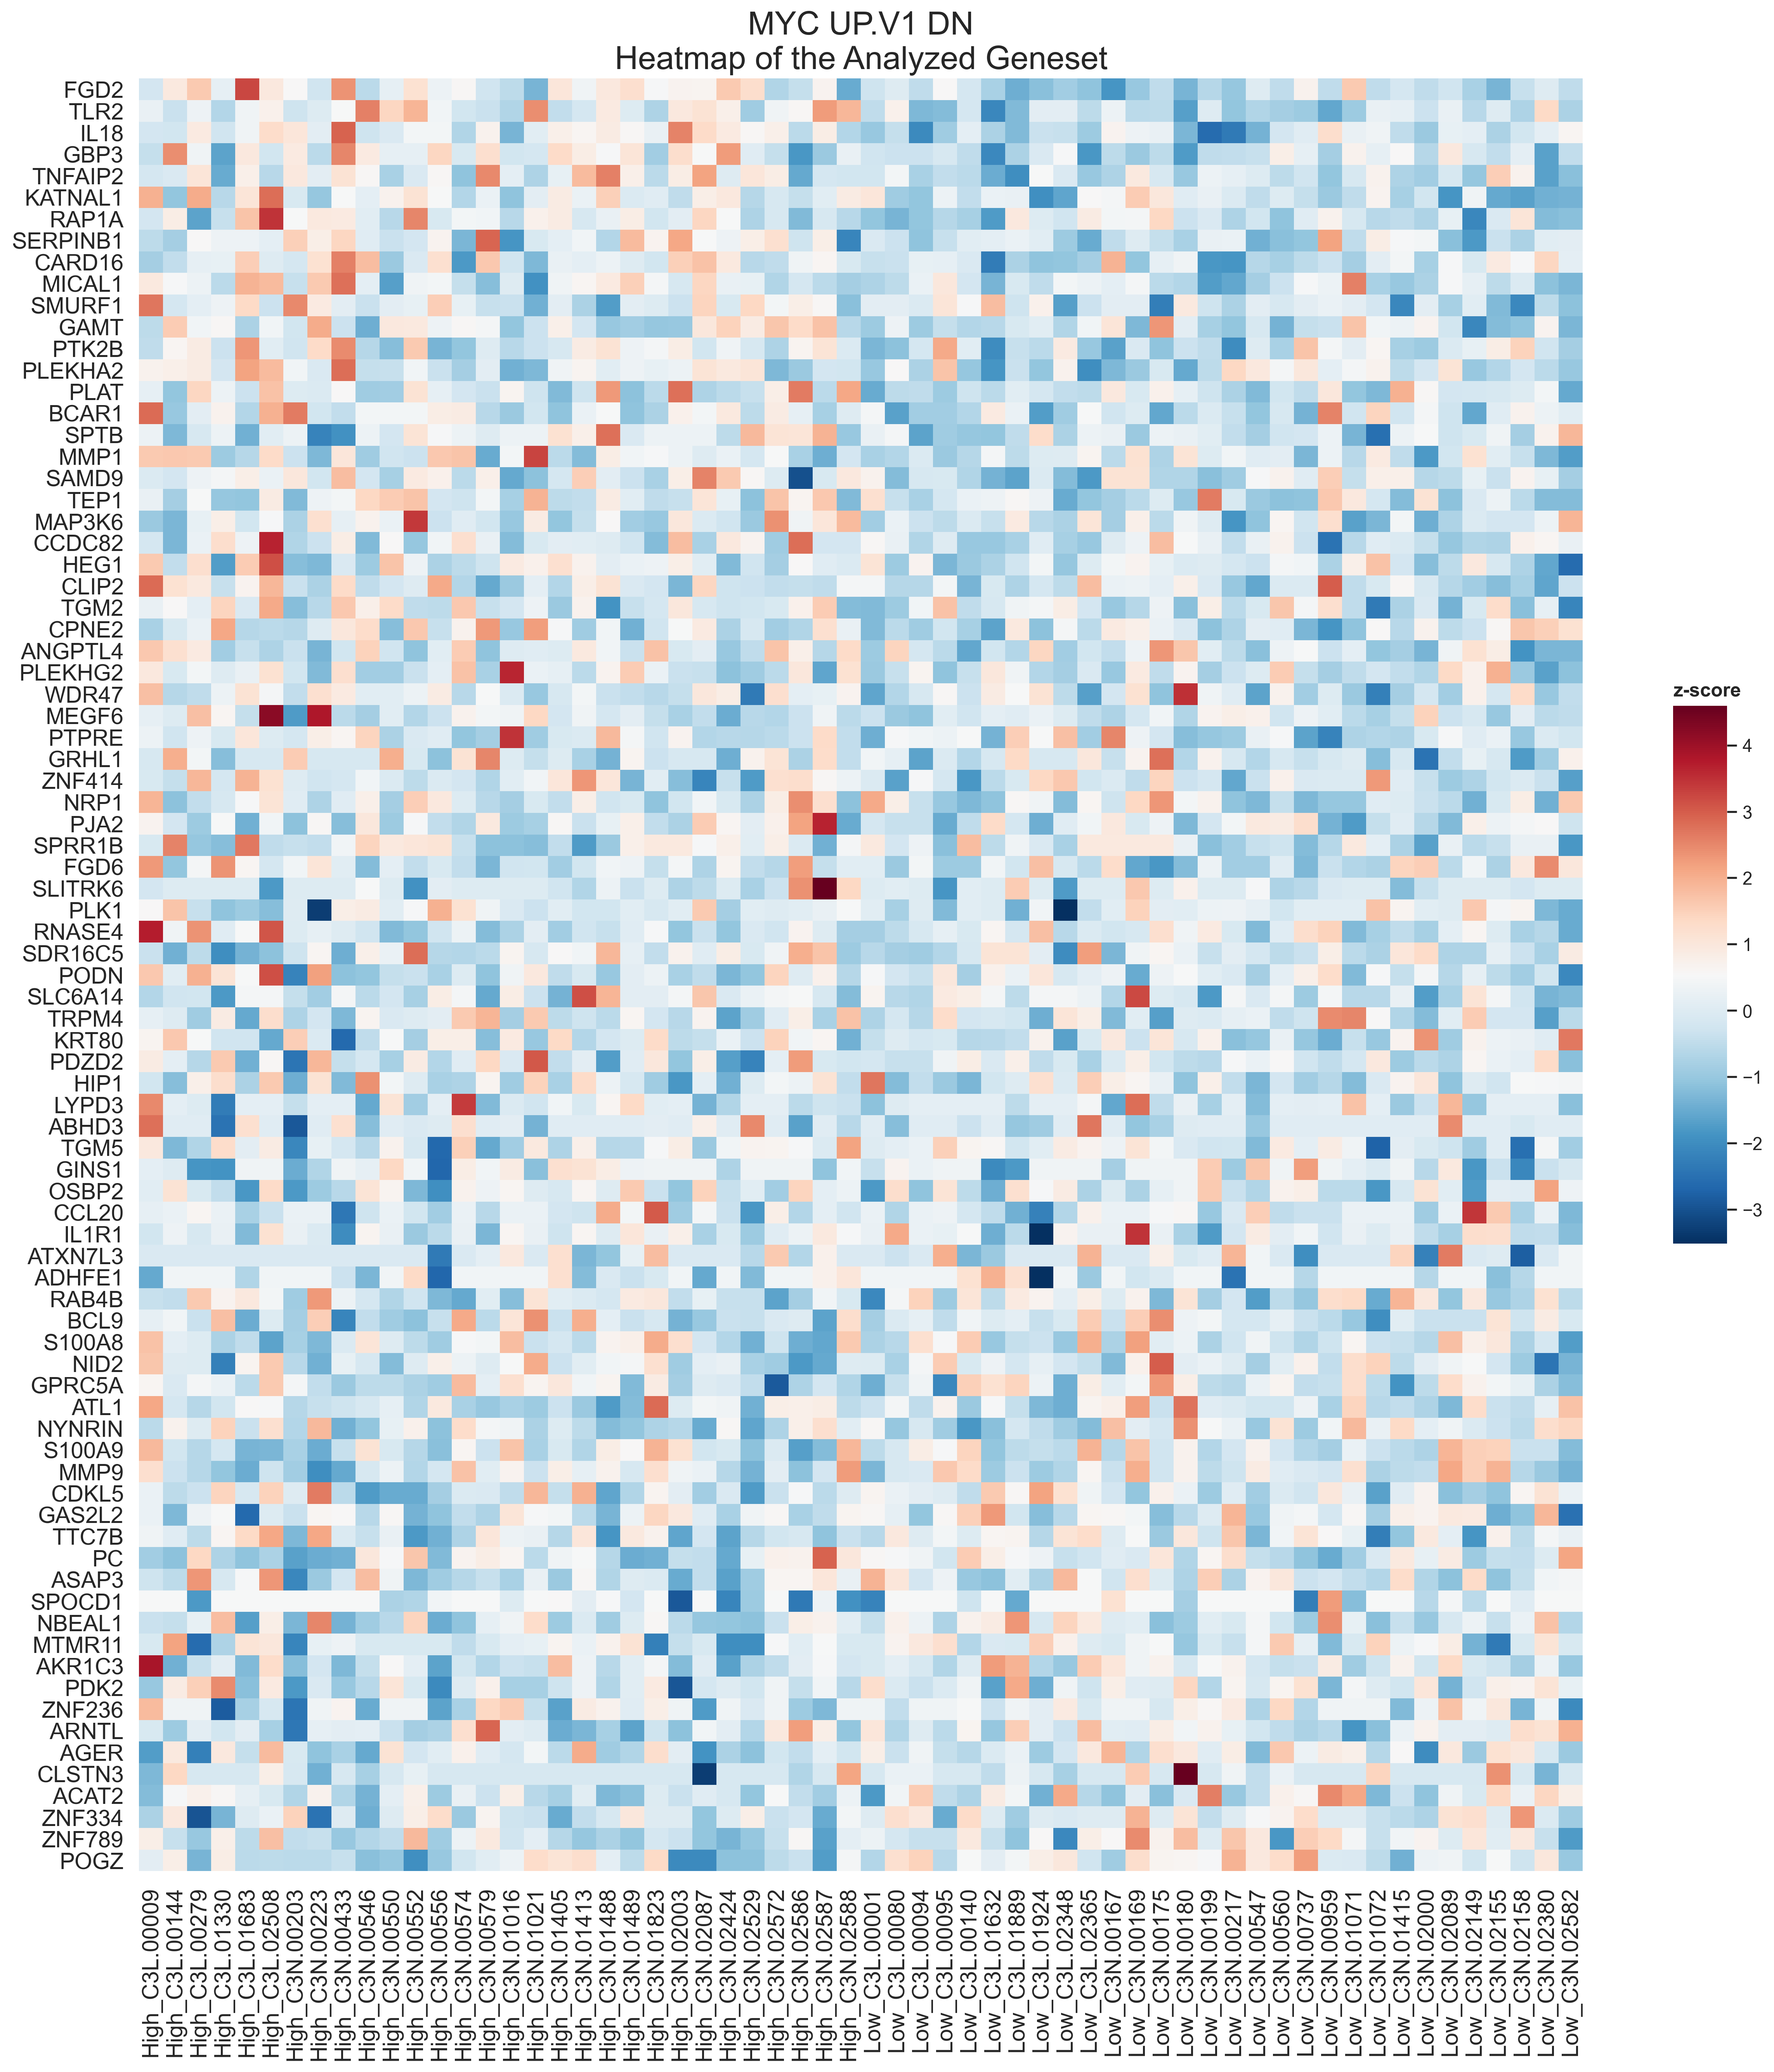 MYC UP.V1 DN
Heatmap of the Analyzed Geneset
FGD2
TLR2
IL18
GBP3
TNFAIP2
KATNAL1
RAP1A
SERPINB1
CARD16
MICAL1
SMURF1
GAMT
PTK2B
PLEKHA2
PLAT
BCAR1
SPTB
MMP1
SAMD9
TEP1
MAP3K6
CCDC82
HEG1
CLIP2
TGM2
CPNE2
ANGPTL4
PLEKHG2
WDR47
MEGF6
PTPRE
GRHL1
ZNF414
NRP1
PJA2
SPRR1B
FGD6
SLITRK6
PLK1
RNASE4
SDR16C5
PODN
SLC6A14
TRPM4
KRT80
PDZD2
HIP1
LYPD3
ABHD3
TGM5
GINS1
OSBP2
CCL20
IL1R1
ATXN7L3
ADHFE1
RAB4B
BCL9
S100A8
NID2
GPRC5A
ATL1
NYNRIN
S100A9
MMP9
CDKL5
GAS2L2
TTC7B
PC
ASAP3
SPOCD1
NBEAL1
MTMR11
AKR1C3
PDK2
ZNF236
ARNTL
AGER
CLSTN3
ACAT2
ZNF334
ZNF789
POGZ
High_C3L.00009
High_C3L.00144
High_C3L.00279
High_C3L.01330
High_C3L.01683
High_C3L.02508
High_C3N.00203
High_C3N.00223
High_C3N.00433
High_C3N.00546
High_C3N.00550
High_C3N.00552
High_C3N.00556
High_C3N.00574
High_C3N.00579
High_C3N.01016
High_C3N.01021
High_C3N.01405
High_C3N.01413
High_C3N.01488
High_C3N.01489
High_C3N.01823
High_C3N.02003
High_C3N.02087
High_C3N.02424
High_C3N.02529
High_C3N.02572
High_C3N.02586
High_C3N.02587
High_C3N.02588
Low_C3L.00001
Low_C3L.00080
Low_C3L.00094
Low_C3L.00095
Low_C3L.00140
Low_C3L.01632
Low_C3L.01889
Low_C3L.01924
Low_C3L.02348
Low_C3L.02365
Low_C3N.00167
Low_C3N.00169
Low_C3N.00175
Low_C3N.00180
Low_C3N.00199
Low_C3N.00217
Low_C3N.00547
Low_C3N.00560
Low_C3N.00737
Low_C3N.00959
Low_C3N.01071
Low_C3N.01072
Low_C3N.01415
Low_C3N.02000
Low_C3N.02089
Low_C3N.02149
Low_C3N.02155
Low_C3N.02158
Low_C3N.02380
Low_C3N.02582
z-score
4
3
2
1
0
−1
−2
−3